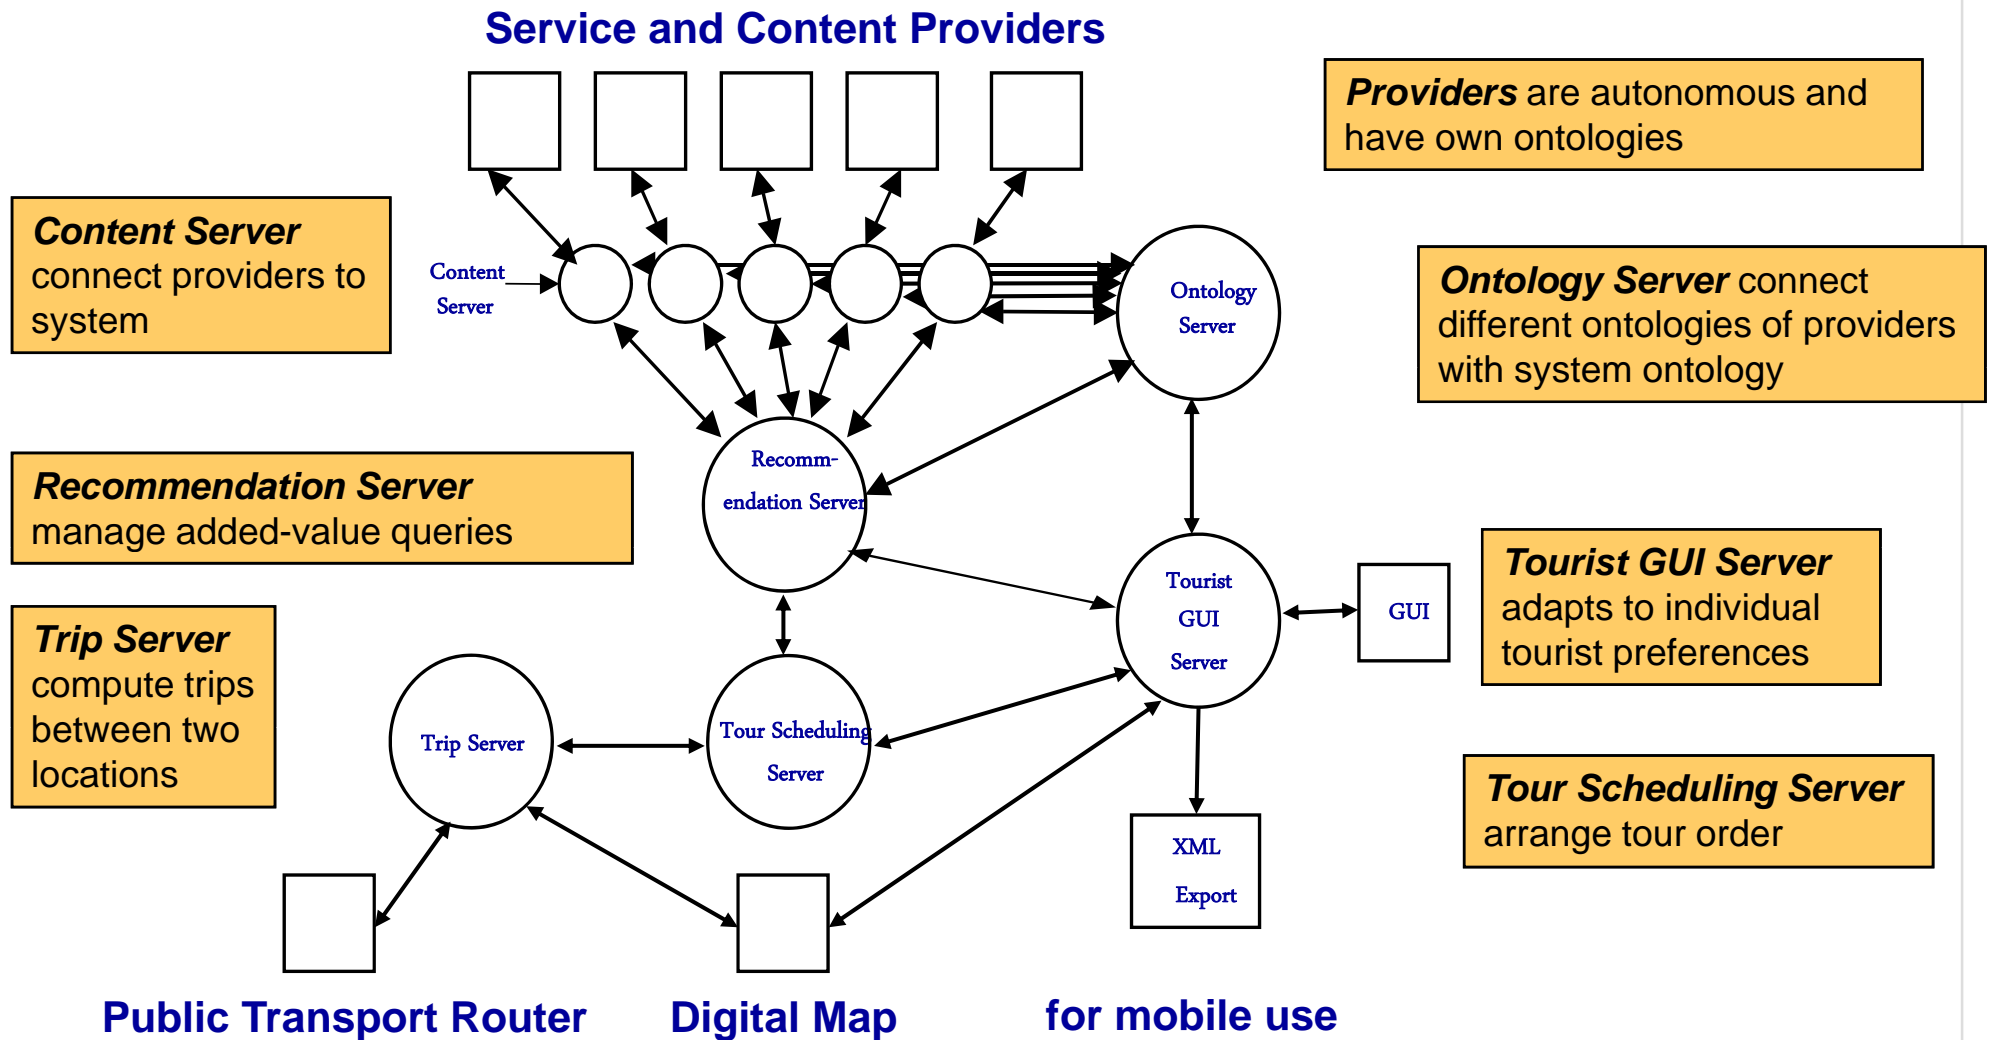 Service and Content Providers
Providers are autonomous and
have own ontologies
Content Server
connect providers to
system
Content
Server
Ontology
Server
Ontology Server connect
different ontologies of providers
with system ontology
Recommendation Server
manage added-value queries
Recomm-
endation Server
Tourist
GUI
Server
GUI
Tourist GUI Server
adapts to individual
tourist preferences
Trip Server
compute trips
between two
locations
Trip Server
Tour Scheduling
Server
Tour Scheduling Server
arrange tour order
XML
Export
Public Transport Router
Digital Map
for mobile use